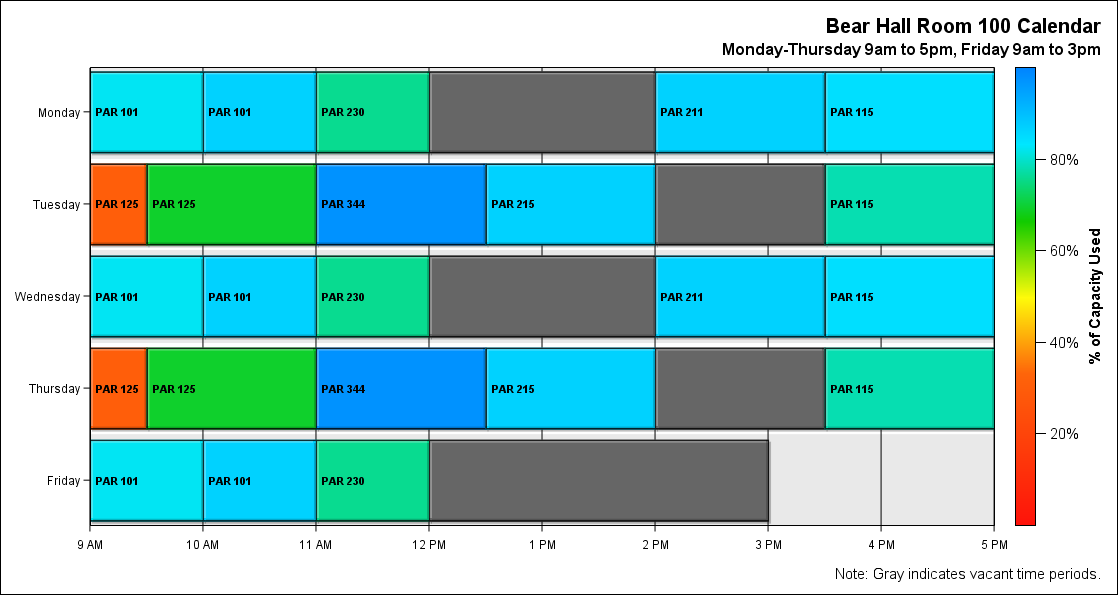 Bear Hall Room 100 Calendar
Monday-Thursday 9am to 5pm, Friday 9am to 3pm
Monday PAR 101 PAR 101 PAR 230 PAR 211 PAR 115
Tuesday PAR 125 PAR 125 PAR 344 PAR 215 PAR 115
Wednesday PAR 101 PAR 101 PAR 230 PAR 211 PAR 115
Thursday PAR 125 PAR 125 PAR 344 PAR 215 PAR 115
Friday PAR 101 PAR 101 PAR 230
9 AM 10 AM 11 AM 12 PM 1 PM 2 PM 3 PM 4 PM 5 PM
80%
60%
40%
20%
% of Capacity Used
Note: Gray indicates vacant time periods.